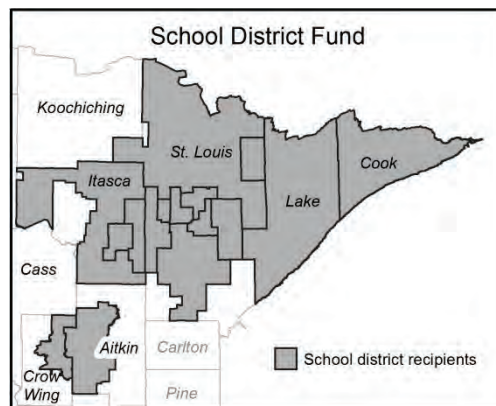 School District Fund
Koochiching
St. Louis
Cook
Itasca
Lake
Cass
Aitkin
Carlton
Crow
Wing
School district recipients
Pine